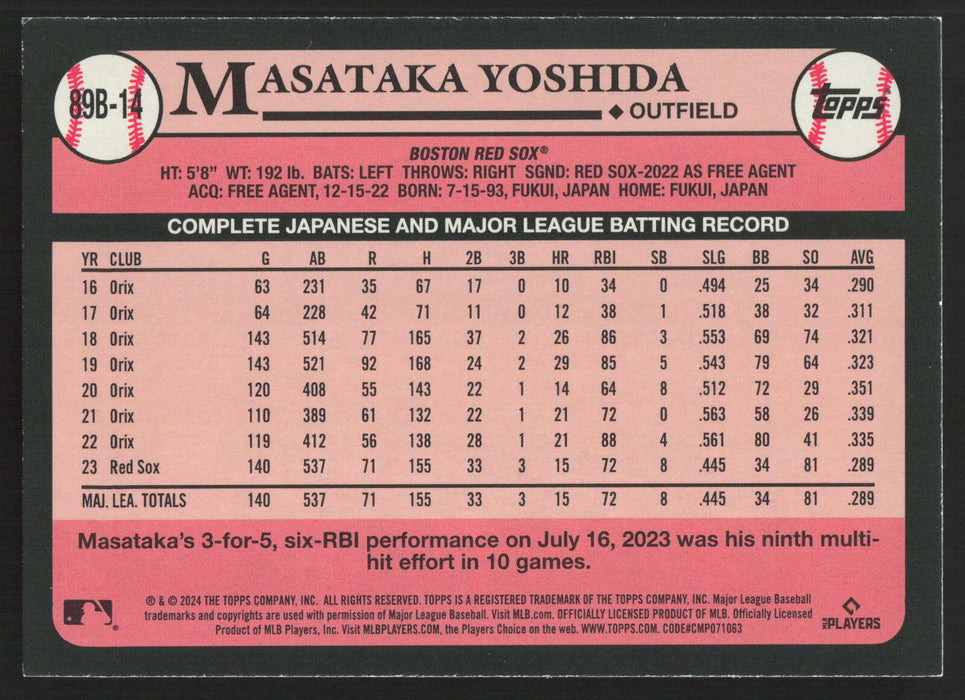 89B-14
MASATAKA YOSHIDA
◆ OUTFIELD
TOPPS
BOSTON RED SOX®
HT: 5'8" WT: 192 lb. BATS: LEFT THROWS: RIGHT SGND: RED SOX-2022 AS FREE AGENT
ACQ: FREE AGENT, 12-15-22 BORN: 7-15-93, FUKUI, JAPAN HOME: FUKUI, JAPAN
COMPLETE JAPANESE AND MAJOR LEAGUE BATTING RECORD
YR CLUB G AB R H 2B 3B HR RBI SB SLG BB SO AVG
16 Orix 63 231 35 67 17 0 10 34 0 .494 25 34 .290
17 Orix 64 228 42 71 11 0 12 38 1 .518 38 32 .311
18 Orix 143 514 77 165 37 2 26 86 3 .553 69 74 .321
19 Orix 143 521 92 168 24 2 29 85 5 .543 79 64 .323
20 Orix 120 408 55 143 22 1 14 64 8 .512 72 29 .351
21 Orix 110 389 61 132 22 1 21 72 0 .563 58 26 .339
22 Orix 119 412 56 138 28 1 21 88 4 .561 80 41 .335
23 Red Sox 140 537 71 155 33 3 15 72 8 .445 34 81 .289
MAJ. LEA. TOTALS 140 537 71 155 33 3 15 72 8 .445 34 81 .289
Masataka's 3-for-5, six-RBI performance on July 16, 2023 was his ninth multi-
hit effort in 10 games.
® & © 2024 THE TOPPS COMPANY, INC. ALL RIGHTS RESERVED. TOPPS IS A REGISTERED TRADEMARK OF THE TOPPS COMPANY, INC. Major League Baseball
trademarks and copyrights are used with permission of Major League Baseball. Visit MLB.com. OFFICIALLY LICENSED PRODUCT OF MLB. Officially Licensed
Product of MLB Players, Inc. Visit MLBPLAYERS.COM, the Players Choice on the web. WWW.TOPPS.COM. CODE#CMP071063
MLB PLAYERS